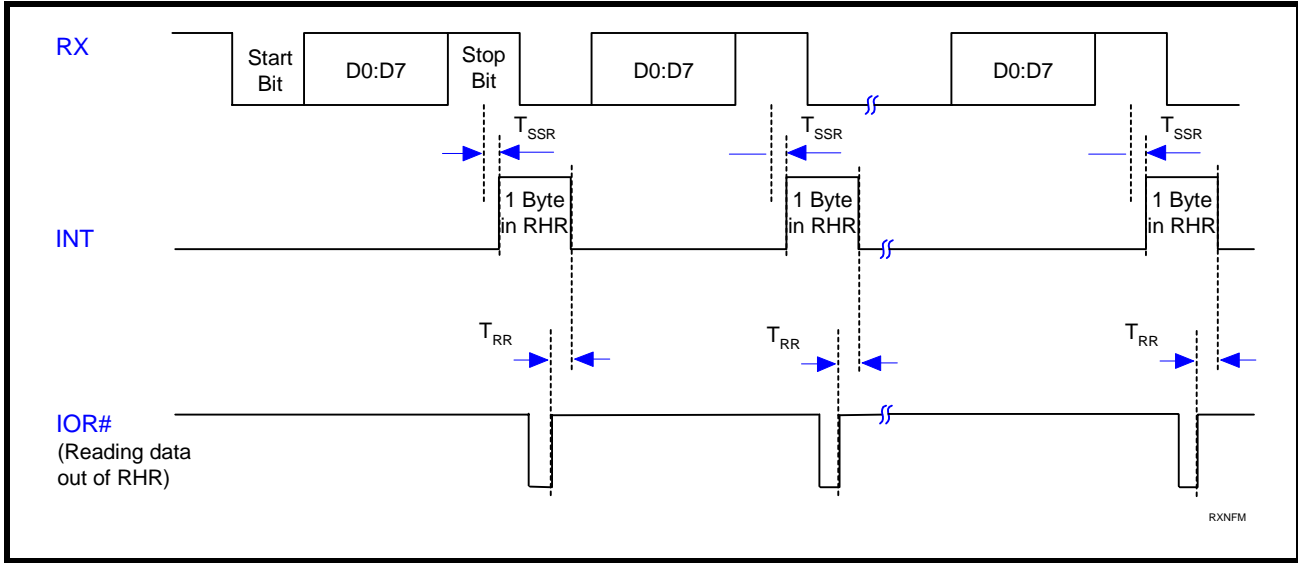 RX
Start
Bit
D0:D7
Stop
Bit
D0:D7
D0:D7
TSSR
TSSR
TSSR
INT
1 Byte
in RHR
1 Byte
in RHR
1 Byte
in RHR
TRR
TRR
TRR
IOR#
(Reading data
out of RHR)
RXNFM